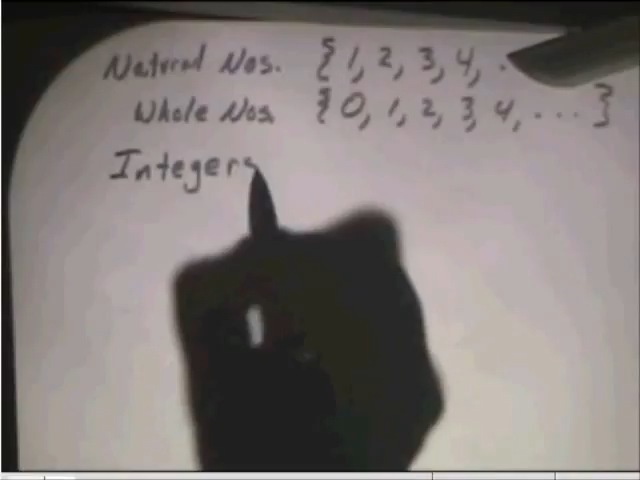 Natural Nos. {1, 2, 3, 4, .
Whole Nos. {0, 1, 2, 3, 4, ... }
Integers